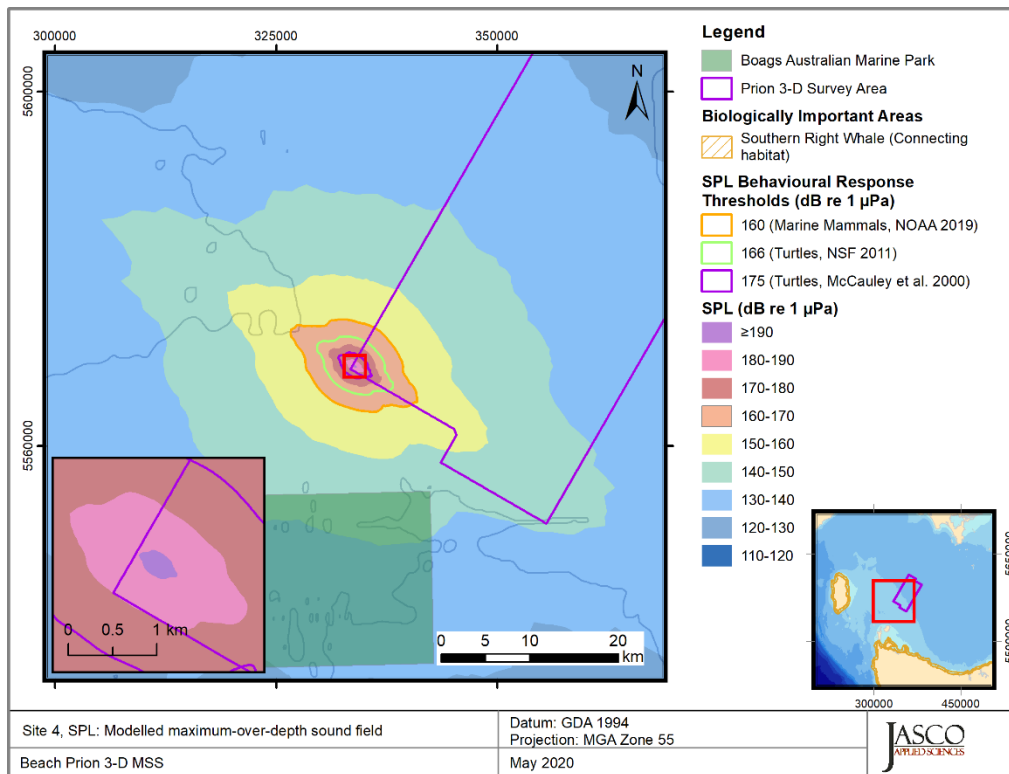 300000
325000
350000
5600000
5560000
N
0 0.5 1 km
0 5 10 20
km
Legend
Boags Australian Marine Park
Prion 3-D Survey Area
Biologically Important Areas
Southern Right Whale (Connecting
habitat)
SPL Behavioural Response
Thresholds (dB re 1 µPa)
160 (Marine Mammals, NOAA 2019)
166 (Turtles, NSF 2011)
175 (Turtles, McCauley et al. 2000)
SPL (dB re 1 µPa)
≥190
180-190
170-180
160-170
150-160
140-150
130-140
120-130
110-120
5650000
5500000
300000
450000
Site 4, SPL: Modelled maximum-over-depth sound field
Beach Prion 3-D MSS
Datum: GDA 1994
Projection: MGA Zone 55
May 2020
JASCO
APPLIED SCIENCES